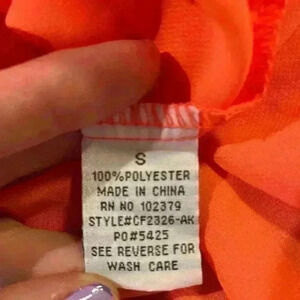 S
100%POLYESTER
MADE IN CHINA
RN NO 102379
STYLE#CF2326-AK
PO#5425
SEE REVERSE FOR
WASH CARE